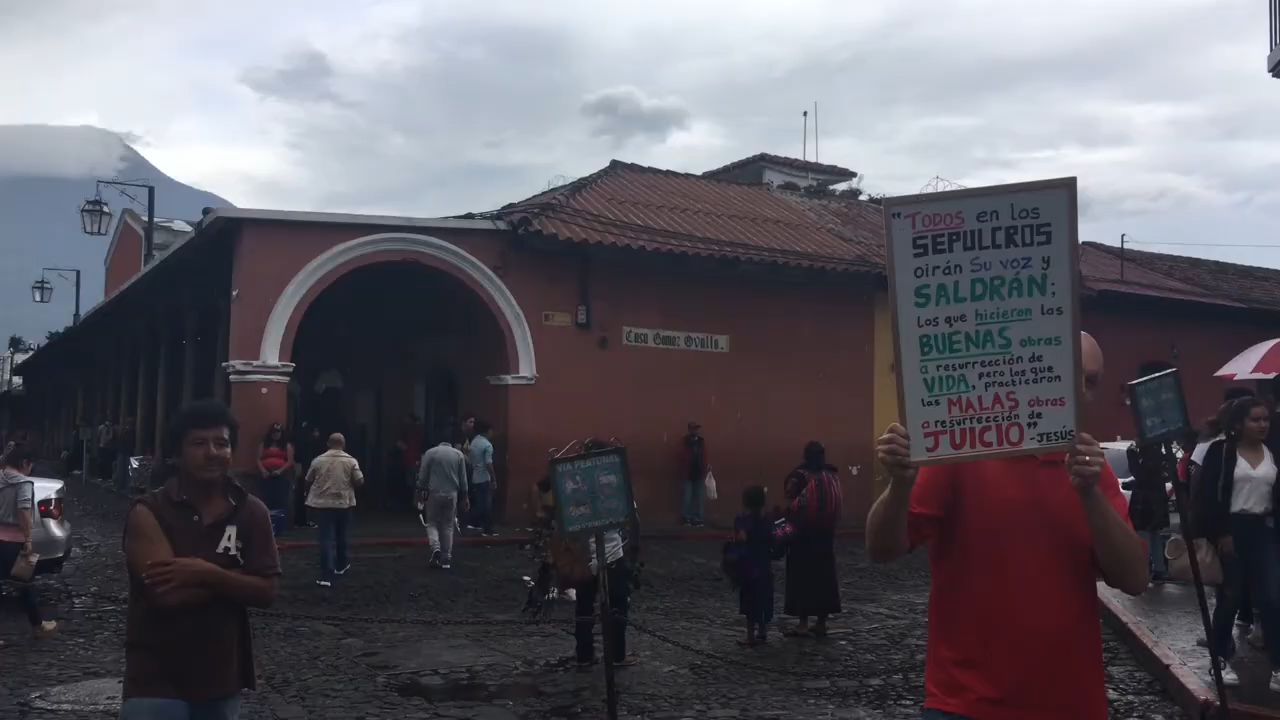 "TODOS en los
SEPULCROS
oirán Su voz y
SALDRÁN;
los que hicieron las
BUENAS obras
a resurrección de
VIDA, pero los que
practicaron
las MALAS obras
a resurrección de
JUICIO" -JESÚS
Casa Gomez Ovalle.
VIA PEATONAL
A